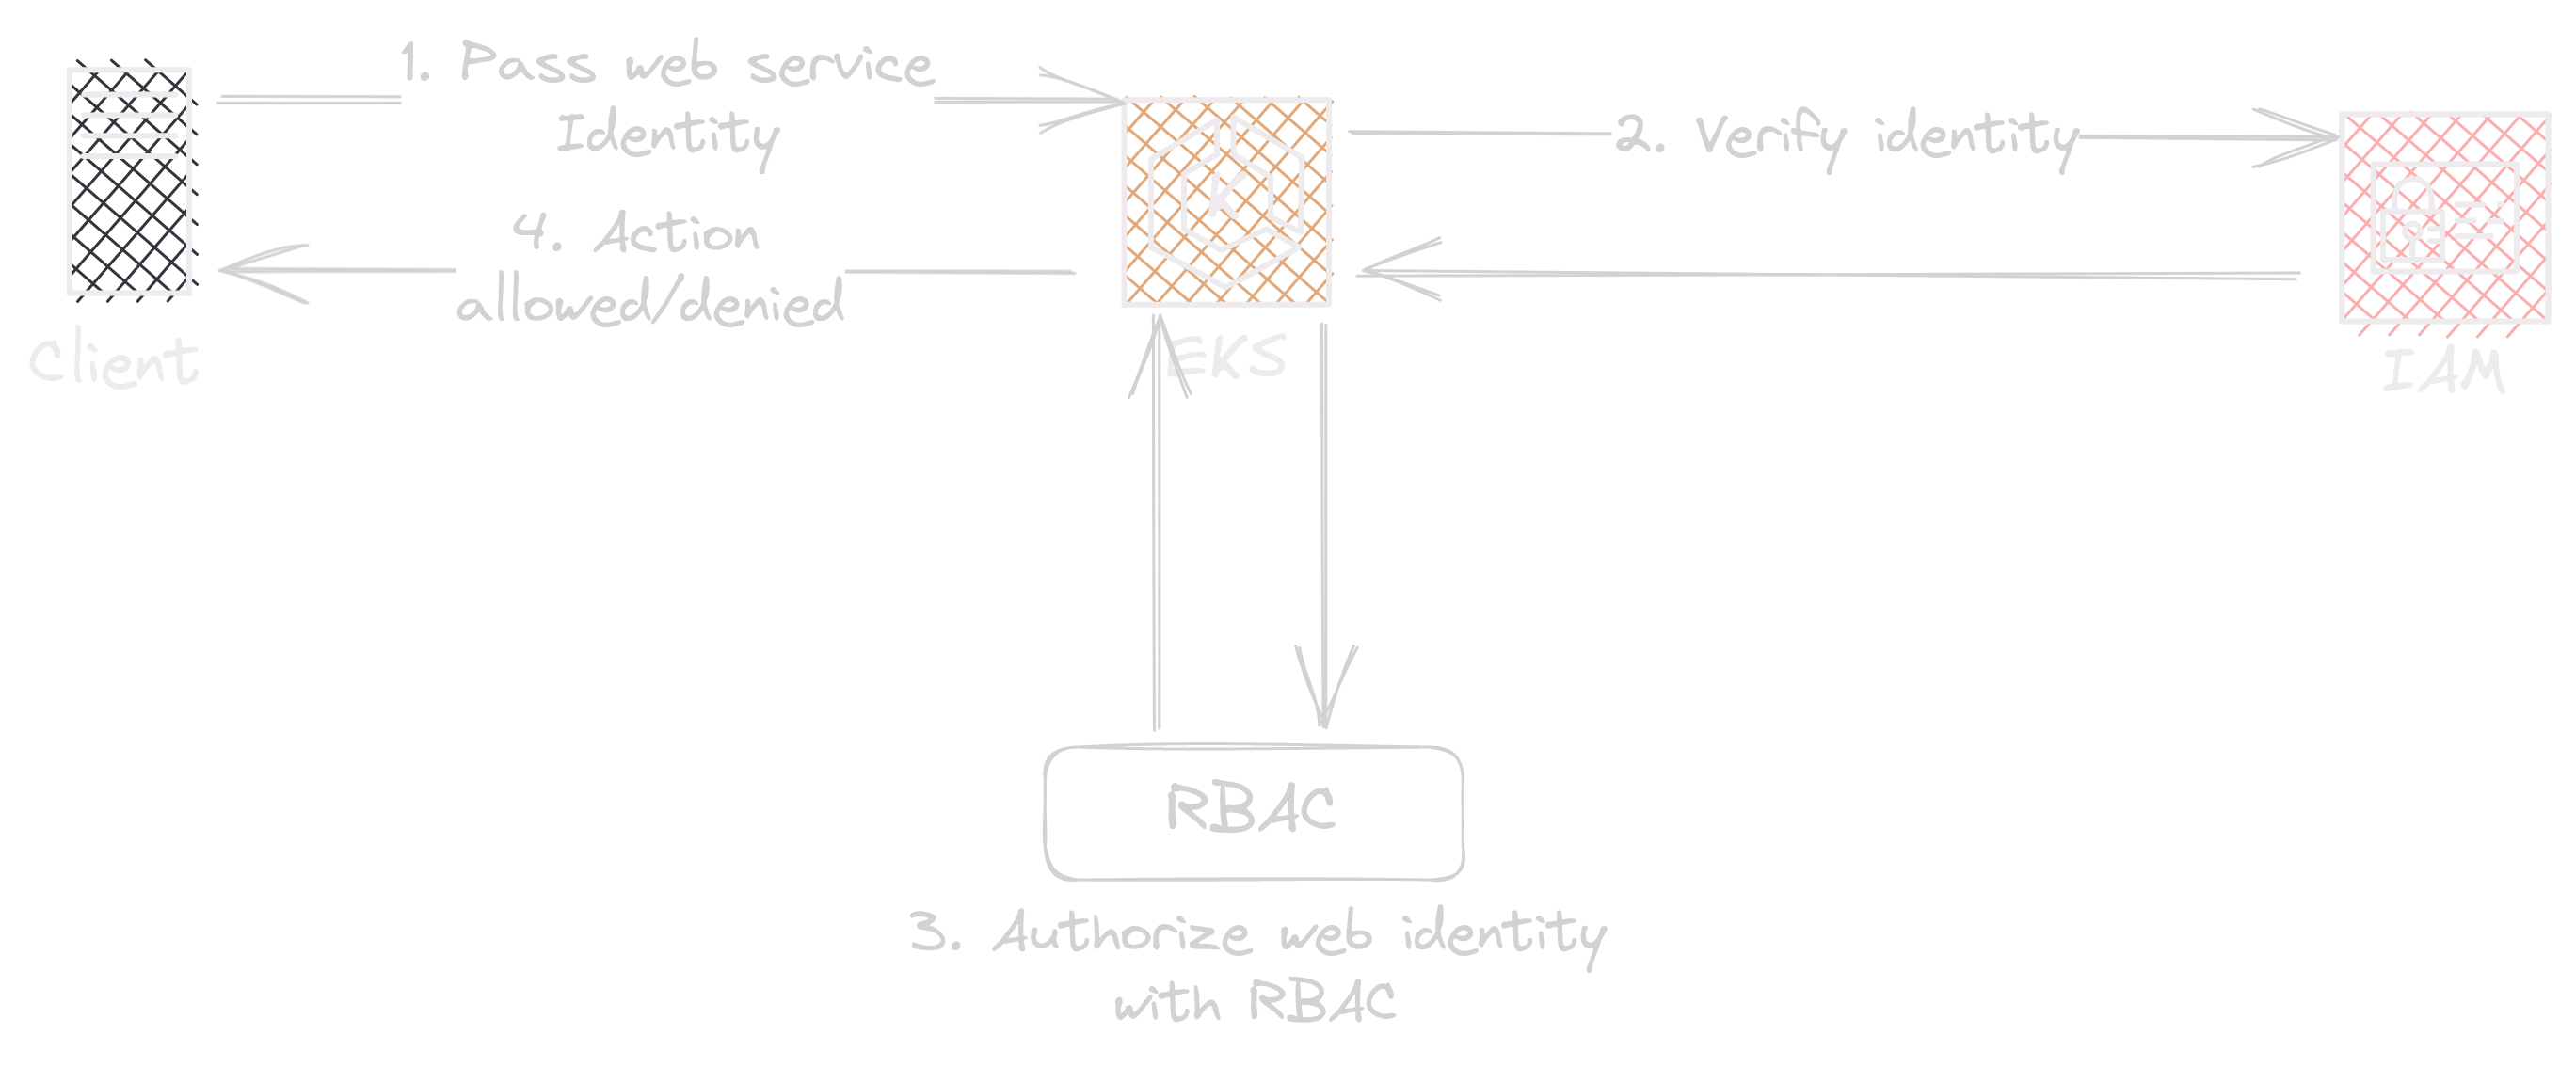 1. Pass web service
Identity
2. Verify identity
K
4. Action
allowed/denied
Client
EKS
IAM
RBAC
3. Authorize web identity
with RBAC